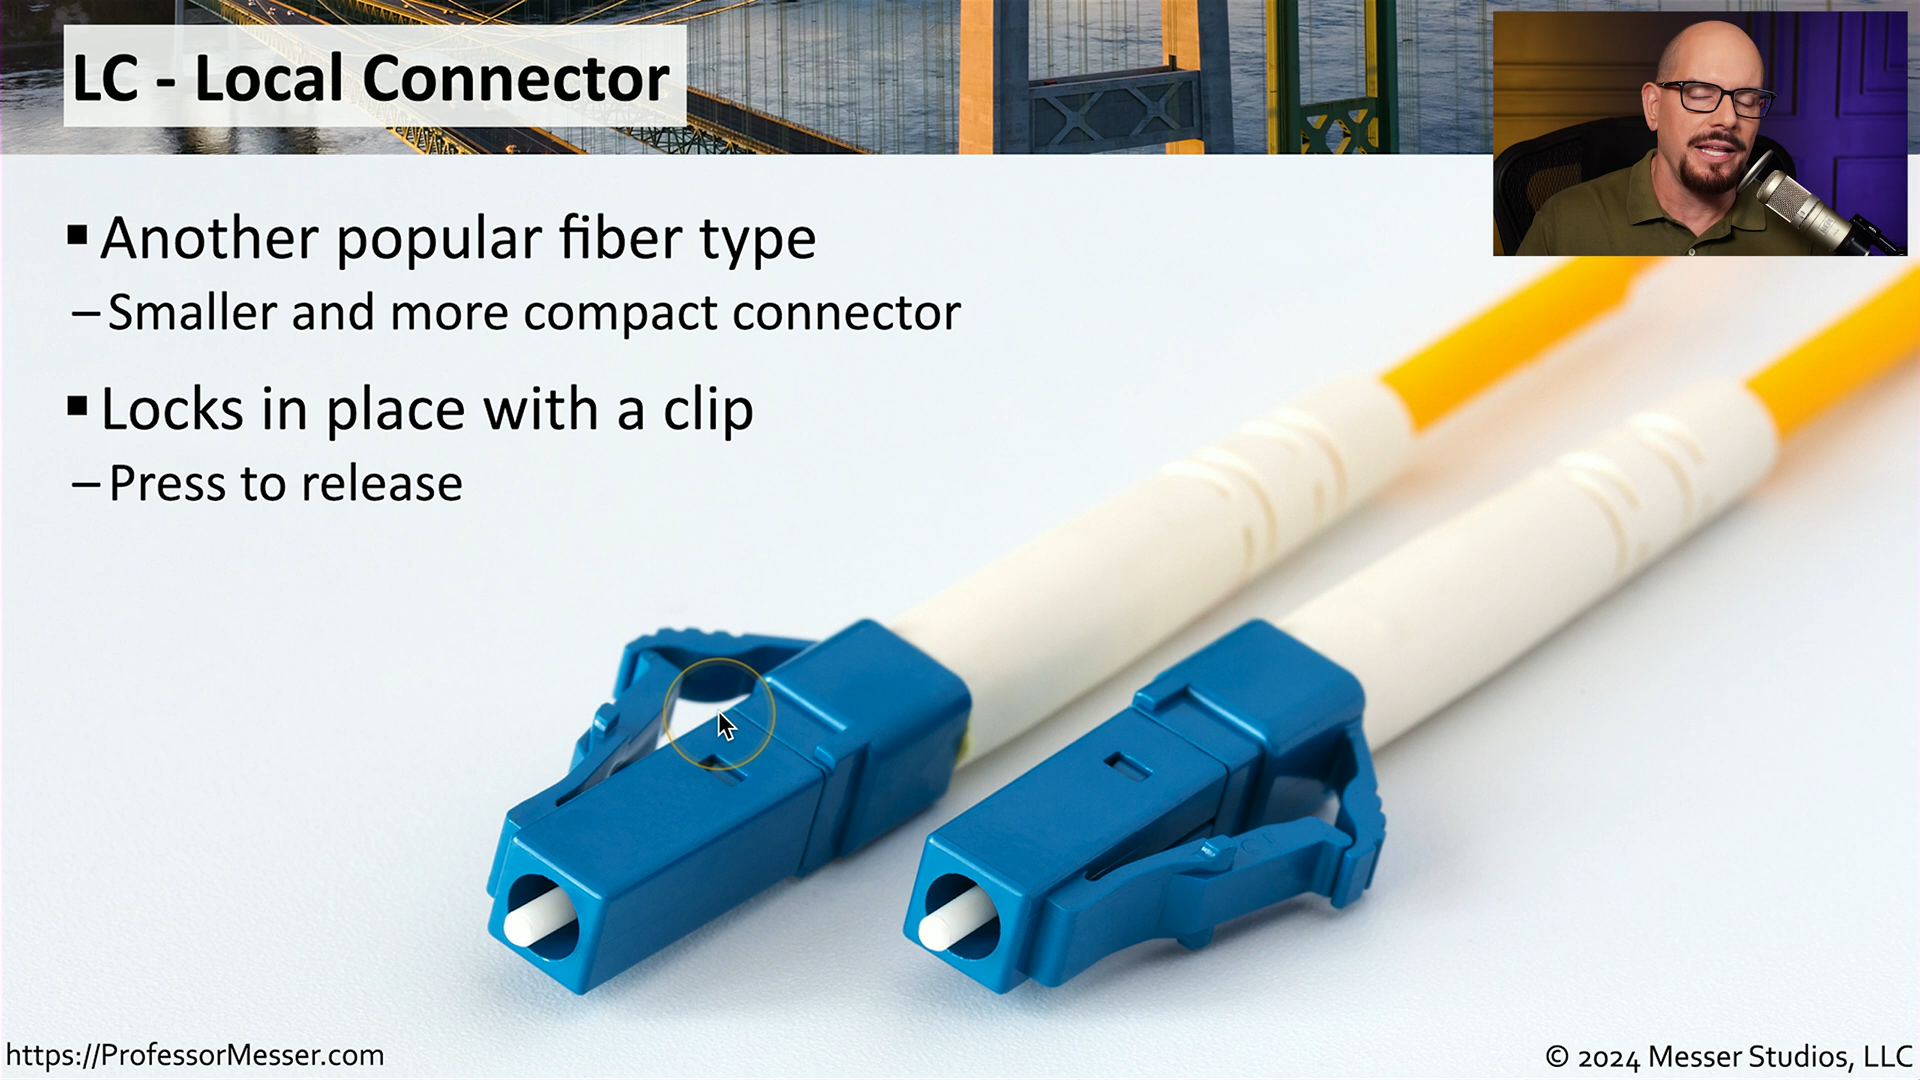 LC - Local Connector
Another popular fiber type
– Smaller and more compact connector
Locks in place with a clip
– Press to release
https://ProfessorMesser.com
© 2024 Messer Studios, LLC